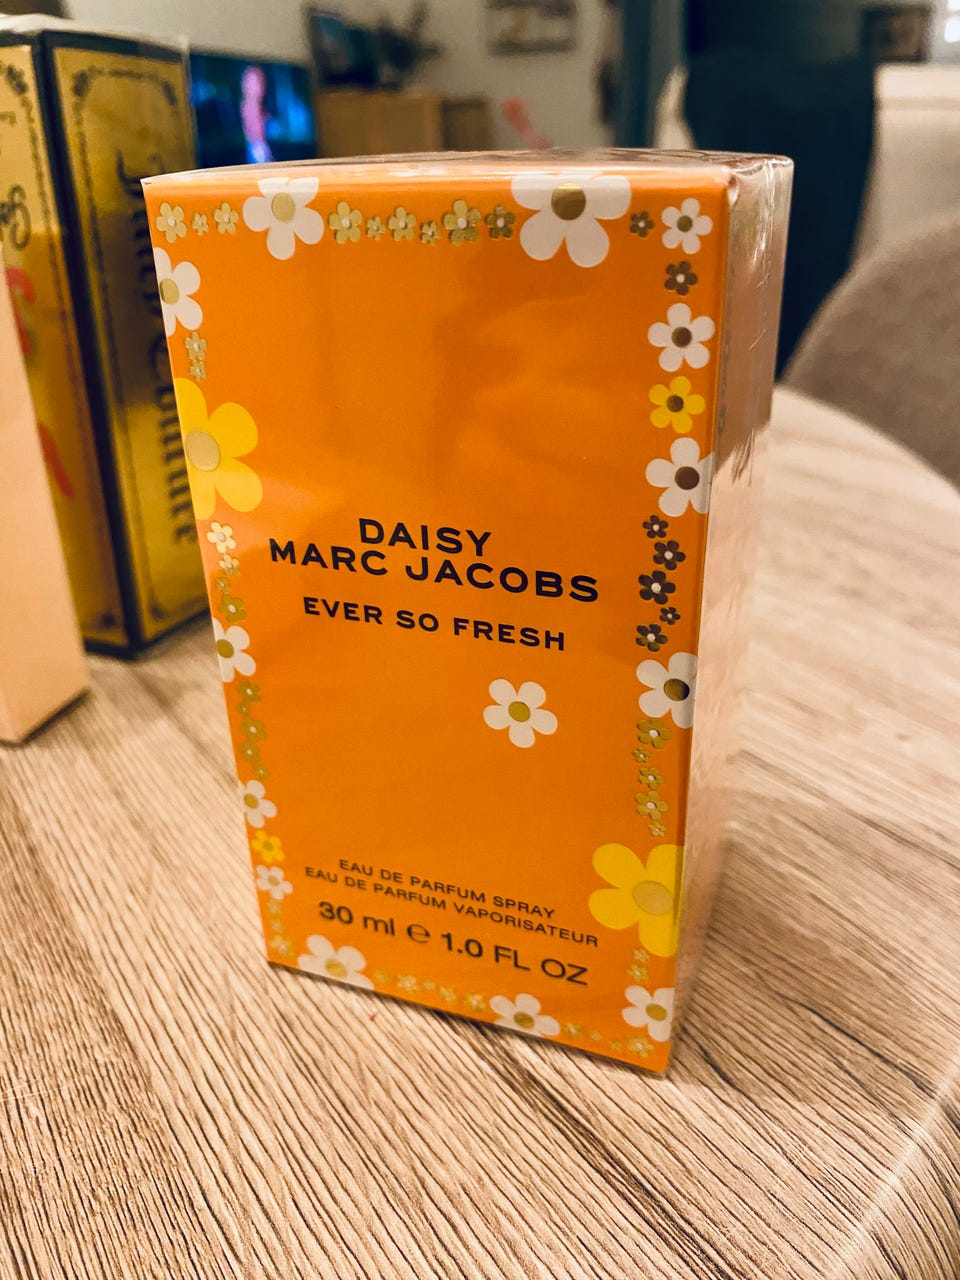 DAISY
MARC JACOBS
EVER SO FRESH
EAU DE PARFUM SPRAY
EAU DE PARFUM VAPORISATEUR
30 ml ℮ 1.0 FL OZ